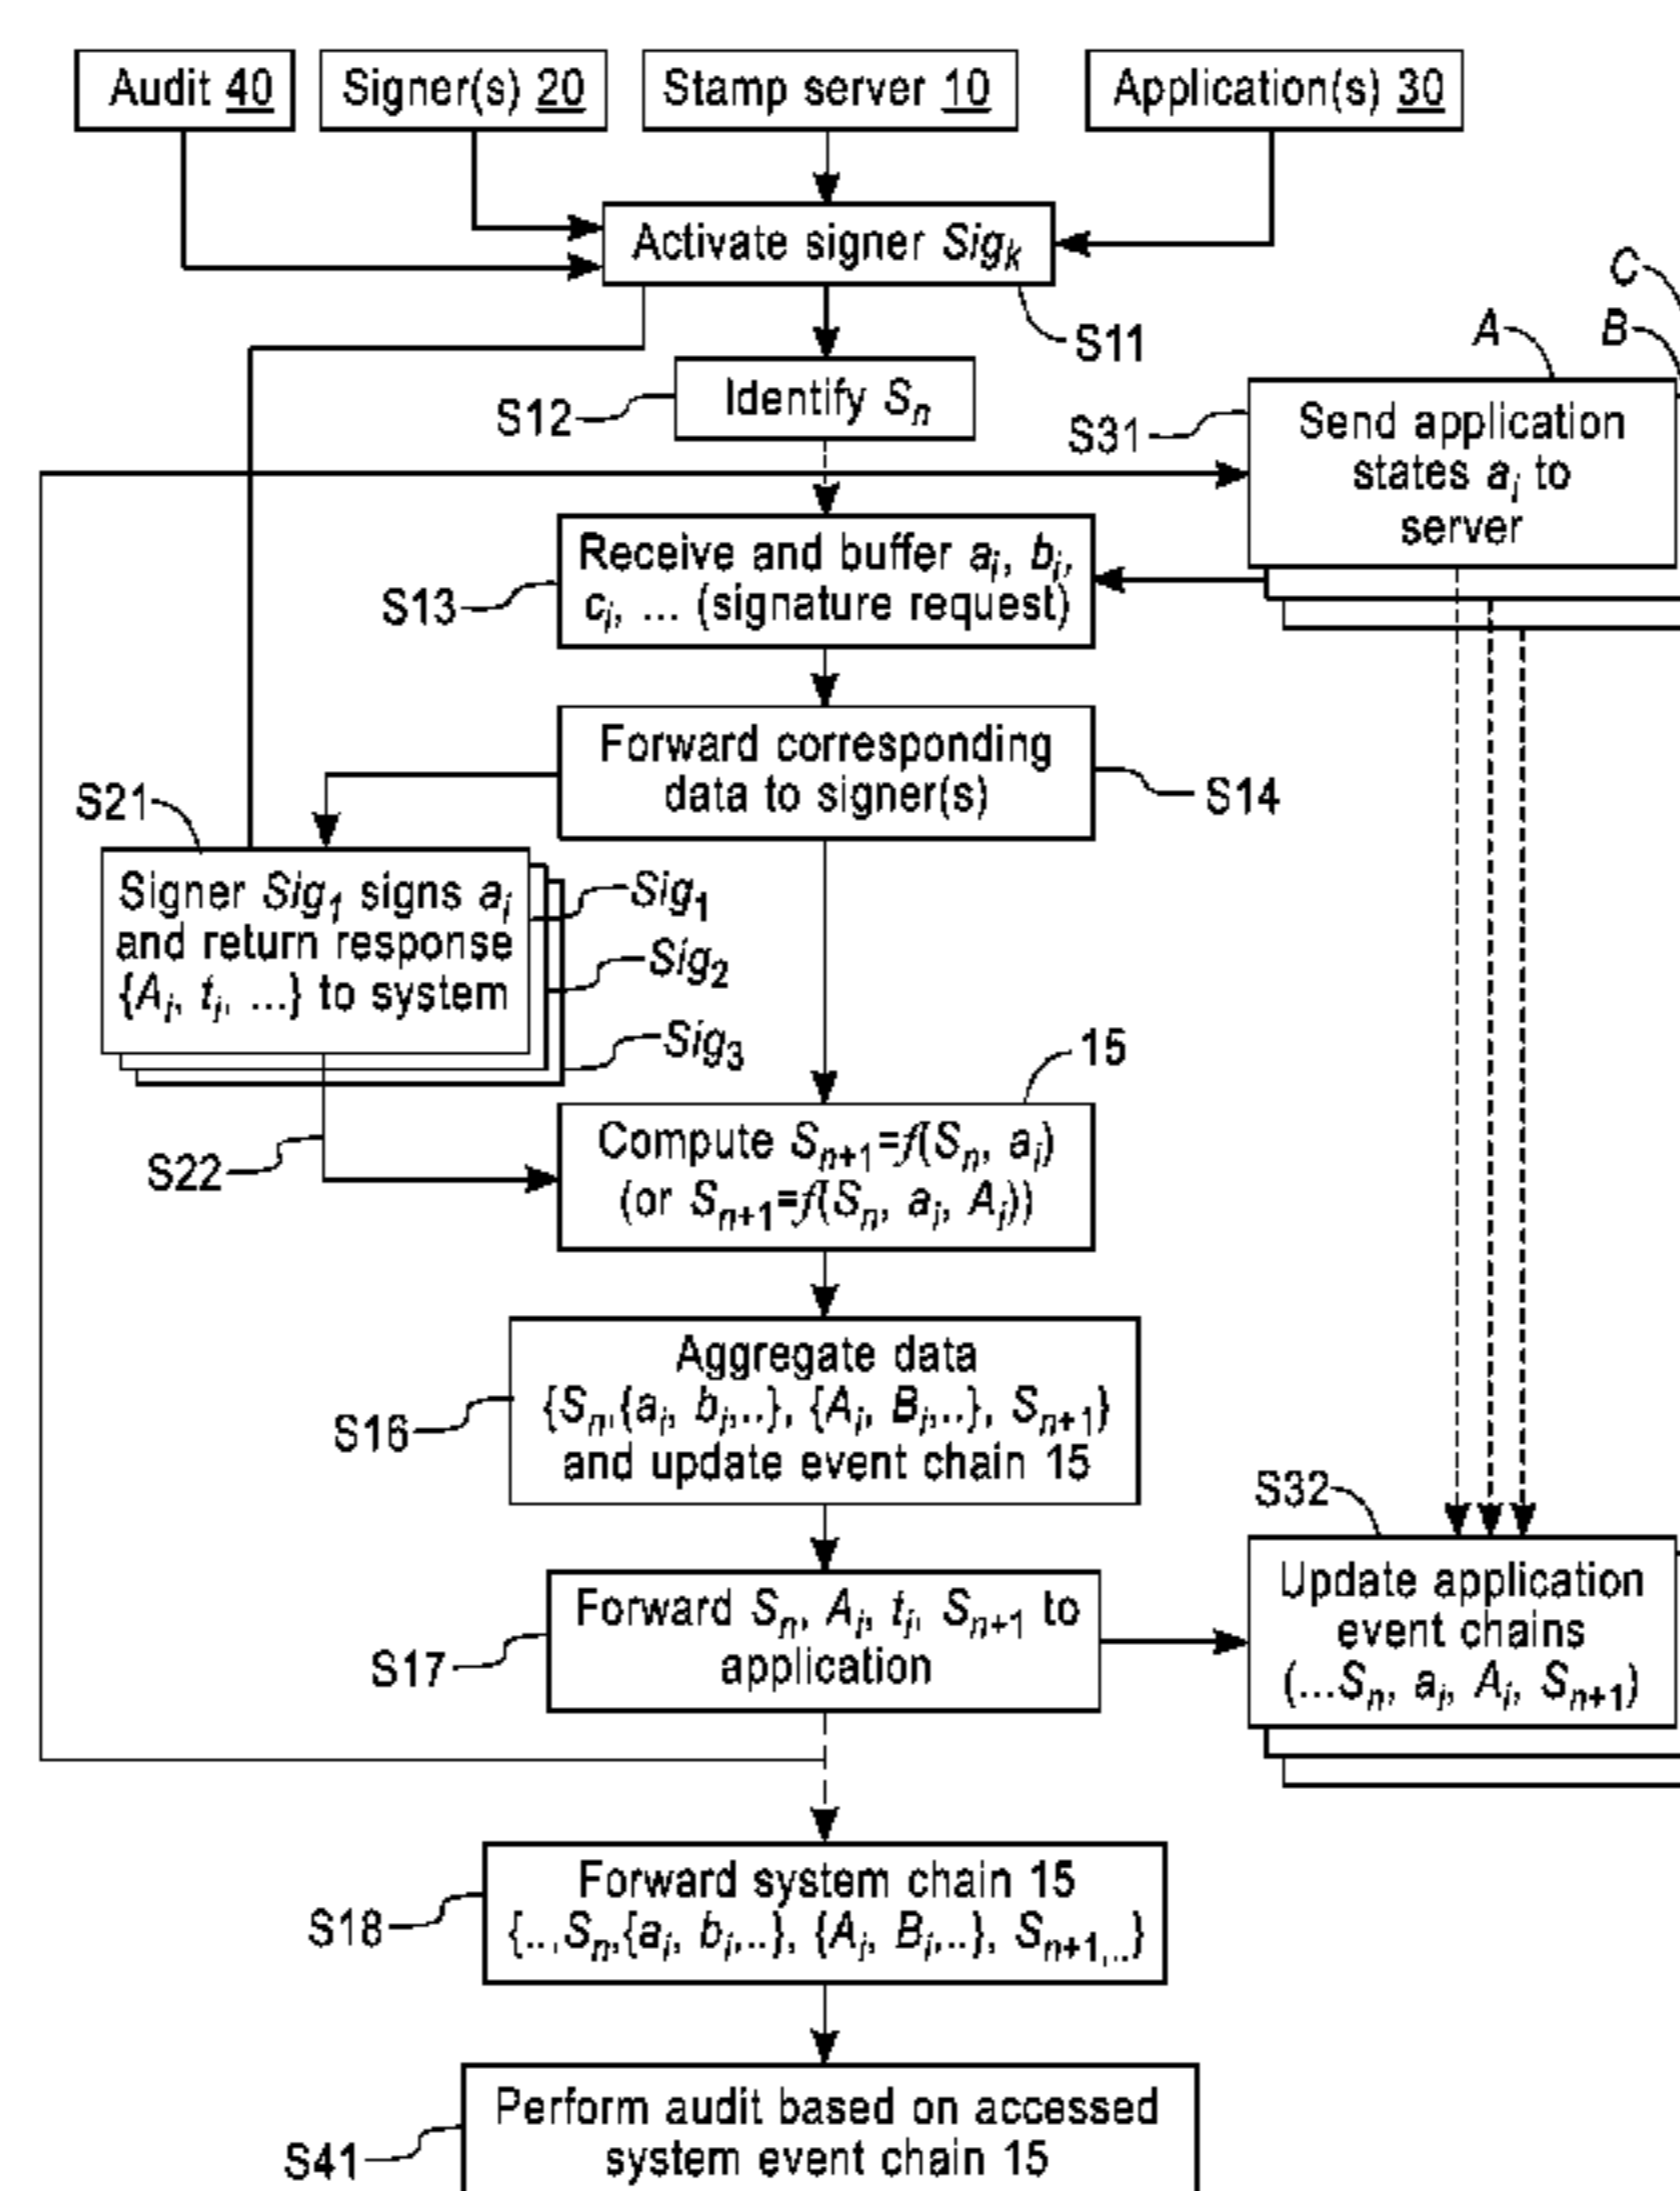 Audit 40
Signer(s) 20
Stamp server 10
Application(s) 30
Activate signer Sigk
S11
C
A
B
S12
Identify Sn
S31
Send application
states ai to
server
S13
Receive and buffer ai, bi,
ci, ... (signature request)
Forward corresponding
data to signer(s)
S14
S21
Signer Sig1 signs ai
and return response
{Ai, ti, ...} to system
Sig1
Sig2
Sig3
S22
15
Compute Sn+1=f(Sn, ai)
(or Sn+1=f(Sn, ai, Ai))
S16
Aggregate data
{Sn,{ai, bi,..}, {Ai, Bi,..}, Sn+1}
and update event chain 15
S17
Forward Sn, Ai, ti, Sn+1 to
application
S32
Update application
event chains
(...Sn, ai, Ai, Sn+1)
S18
Forward system chain 15
{..,Sn,{ai, bi,..}, {Ai, Bi,..}, Sn+1,..}
S41
Perform audit based on accessed
system event chain 15